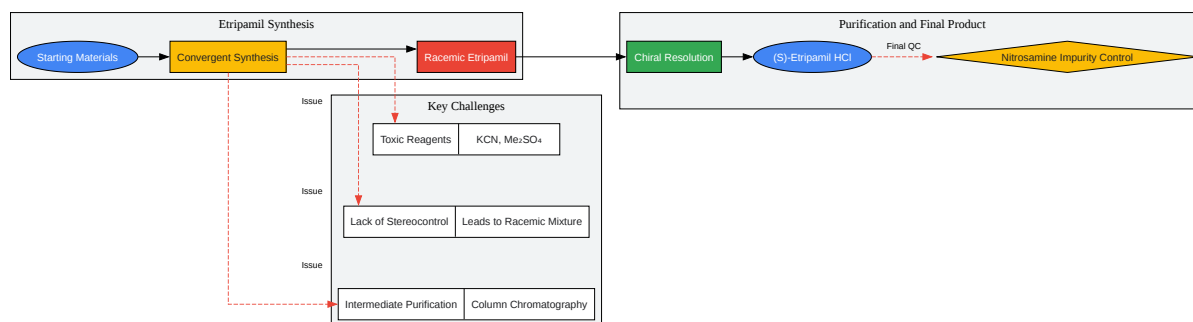 Etripamil Synthesis
Starting Materials
Convergent Synthesis
Racemic Etripamil
Purification and Final Product
Chiral Resolution
(S)-Etripamil HCl
Final QC
Nitrosamine Impurity Control
Key Challenges
Issue
Toxic Reagents
KCN, Me₂SO₄
Issue
Lack of Stereocontrol
Leads to Racemic Mixture
Issue
Intermediate Purification
Column Chromatography